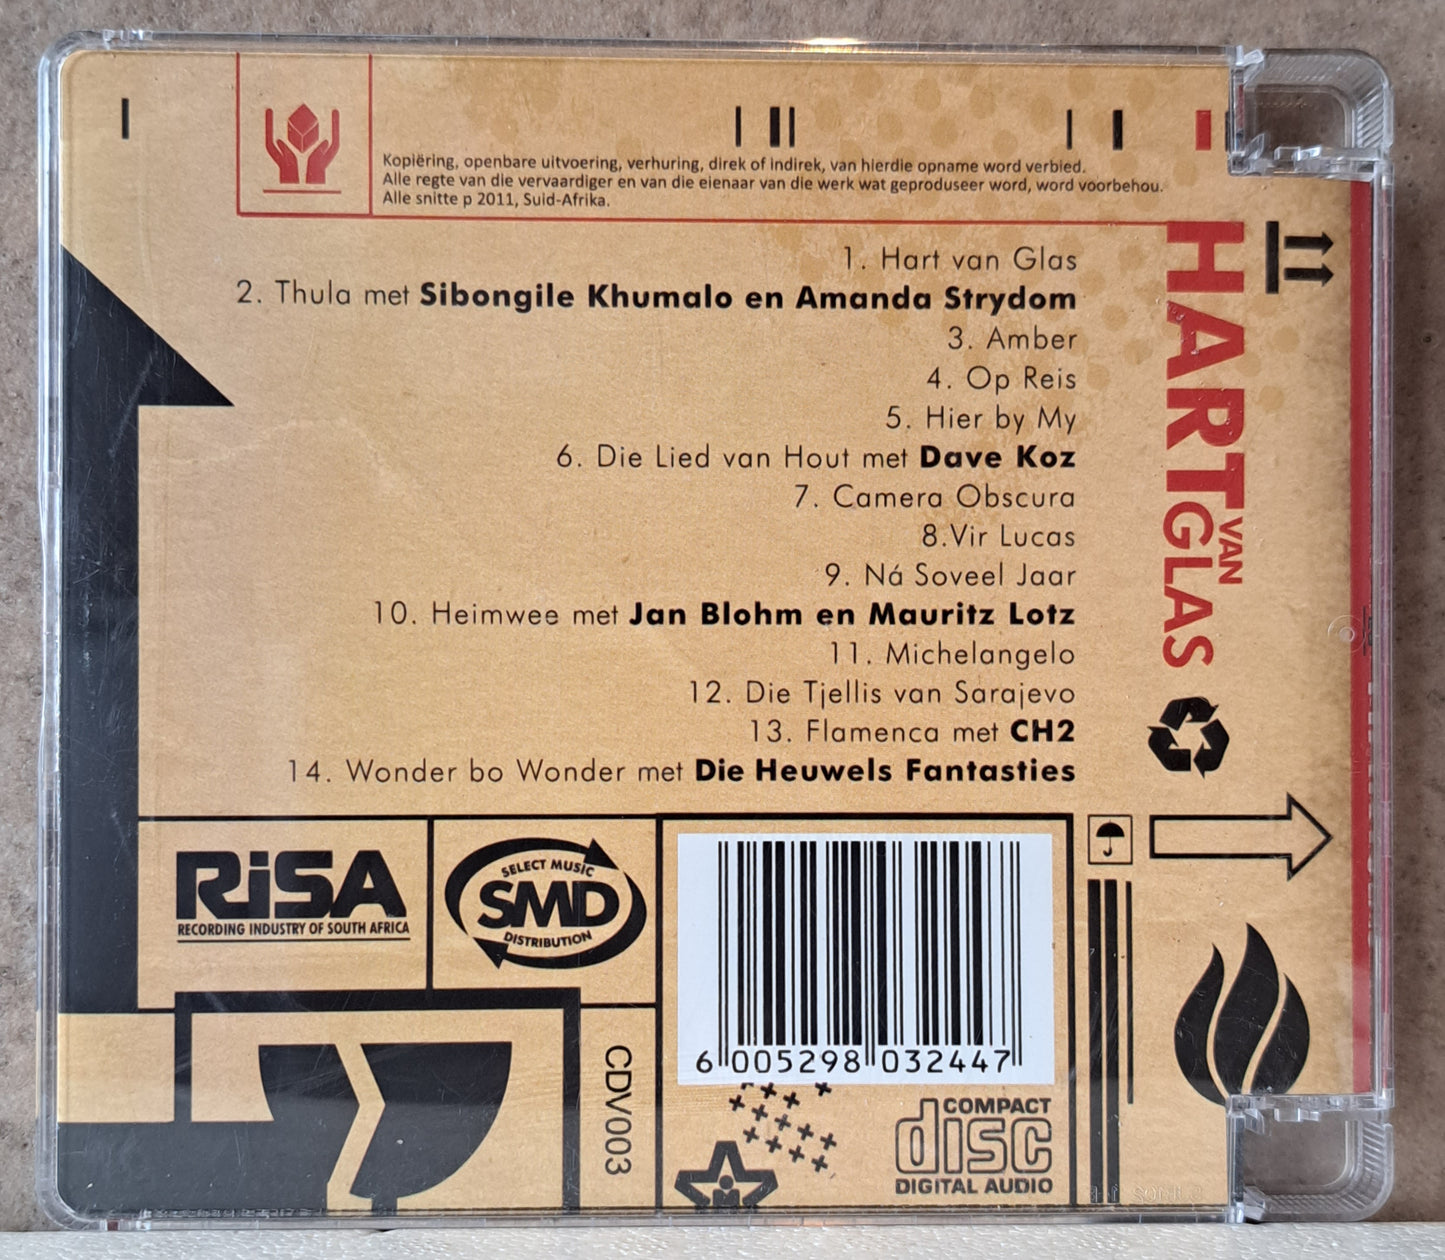 Kopiëring, openbare uitvoering, verhuring, direk of indirek, van hierdie opname word verbied.
Alle regte van die vervaardiger en van die eienaar van die werk wat geproduseer word, word voorbehou.
Alle snitte p 2011, Suid-Afrika.
1. Hart van Glas
2. Thula met Sibongile Khumalo en Amanda Strydom
3. Amber
4. Op Reis
5. Hier by My
6. Die Lied van Hout met Dave Koz
7. Camera Obscura
8.Vir Lucas
9. Ná Soveel Jaar
10. Heimwee met Jan Blohm en Mauritz Lotz
11. Michelangelo
12. Die Tjellis van Sarajevo
13. Flamenca met CH2
14. Wonder bo Wonder met Die Heuwels Fantasties
HART
VAN
GLAS
RiSA
RECORDING INDUSTRY OF SOUTH AFRICA
SELECT MUSIC
SMD
DISTRIBUTION
CDV003
6 005298 032447
COMPACT
disc
DIGITAL AUDIO